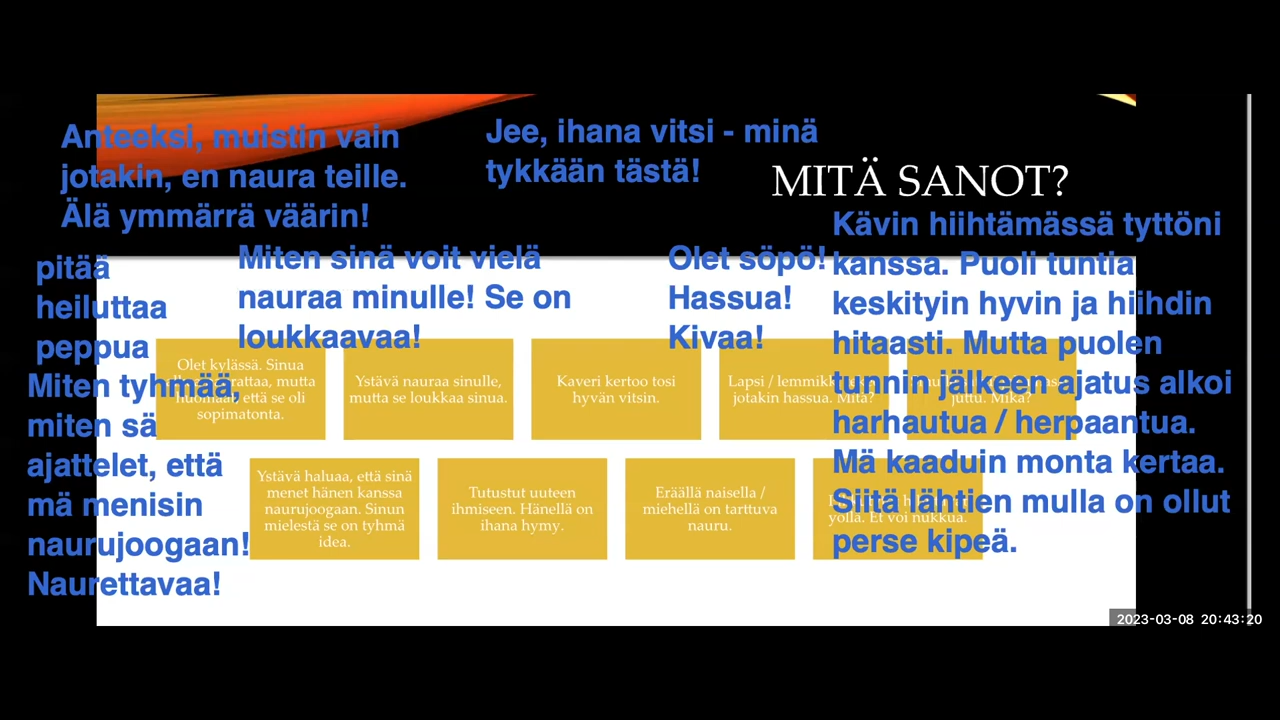 Anteeksi, muistin vain
jotakin, en naura teille.
Älä ymmärrä väärin!
Jee, ihana vitsi - minä
tykkään tästä!
MITÄ SANOT?
pitää
heiluttaa
peppua
Miten tyhmää,
miten sä
ajattelet, että
mä menisin
naurujoogaan!
Naurettavaa!
Miten sinä voit vielä
nauraa minulle! Se on
loukkaavaa!
Olet söpö!
Hassua!
Kivaa!
Kävin hiihtämässä tyttöni
kanssa. Puoli tuntia
keskityin hyvin ja hiihdin
hitaasti. Mutta puolen
tunnin jälkeen ajatus alkoi
harhautua / herpaantua.
Mä kaaduin monta kertaa.
Siitä lähtien mulla on ollut
perse kipeä.
Olet kylässä. Sinua
mutta
että se oli
sopimatonta.
Ystävä nauraa sinulle,
mutta se loukkaa sinua.
Kaveri kertoo tosi
hyvän vitsin.
Lapsi /
jotakin hassua. Mitä?
juttu. Mikä?
Ystävä haluaa, että sinä
menet hänen kanssa
naurujoogaan. Sinun
mielestä se on tyhmä
idea.
Tutustut uuteen
ihmiseen. Hänellä on
ihana hymy.
Eräällä naisella /
miehellä on tarttuva
nauru.
yöllä. Et voi nukkua.
2023-03-08 20:43:20